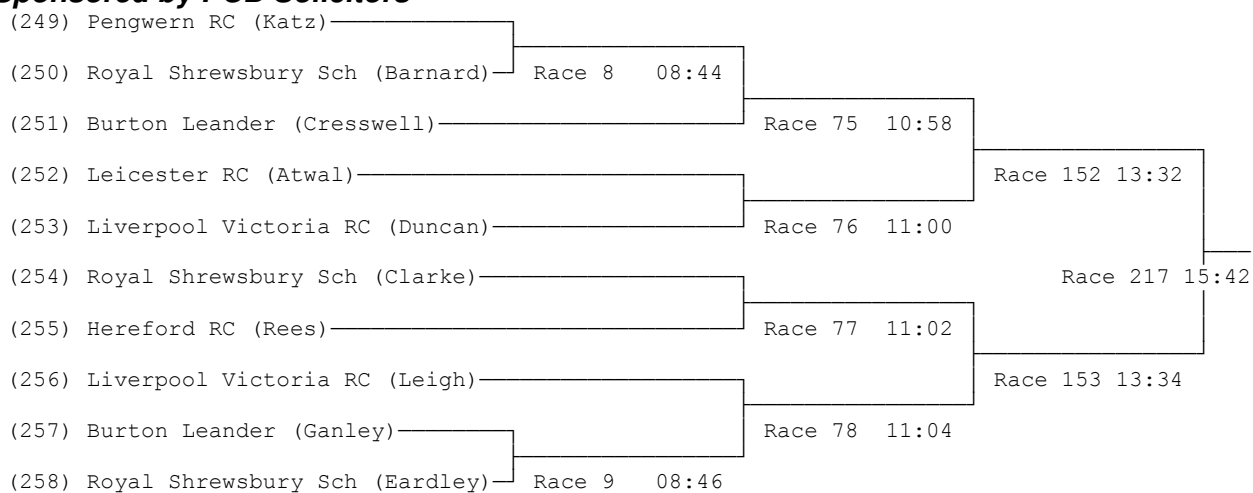 Sponsored by PCB Solicitors
(249) Pengwern RC (Katz)
(250) Royal Shrewsbury Sch (Barnard) Race 8 08:44
(251) Burton Leander (Cresswell) Race 75 10:58
(252) Leicester RC (Atwal) Race 152 13:32
(253) Liverpool Victoria RC (Duncan) Race 76 11:00
(254) Royal Shrewsbury Sch (Clarke) Race 217 15:42
(255) Hereford RC (Rees) Race 77 11:02
(256) Liverpool Victoria RC (Leigh) Race 153 13:34
(257) Burton Leander (Ganley) Race 78 11:04
(258) Royal Shrewsbury Sch (Eardley) Race 9 08:46